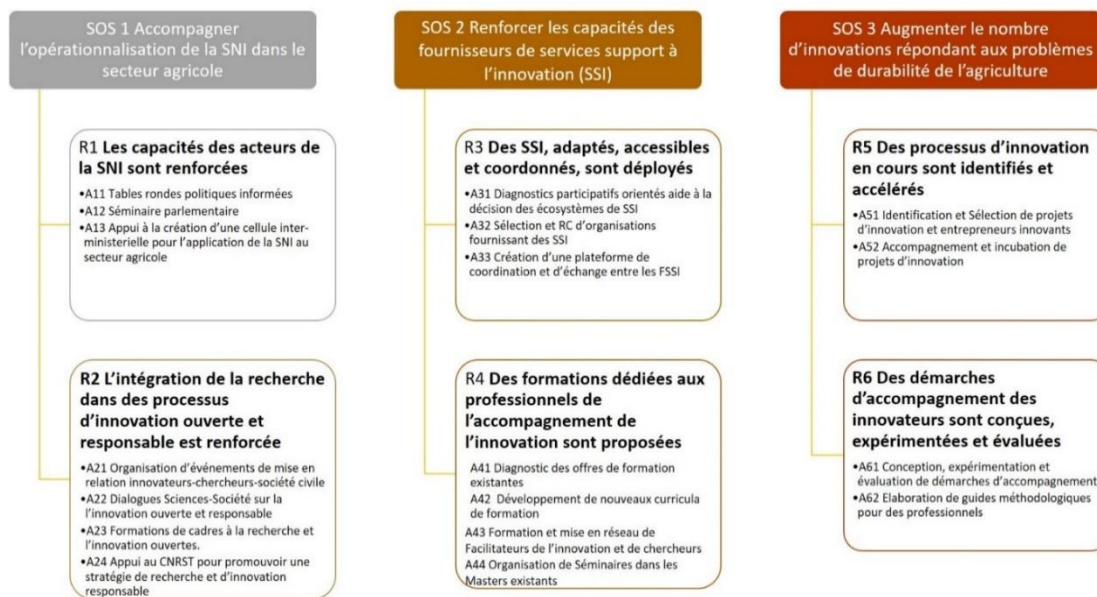 SOS 1 Accompagner
l'opérationnalisation de la SNI dans le
secteur agricole
R1 Les capacités des acteurs de
la SNI sont renforcées
•A11 Tables rondes politiques informées
•A12 Séminaire parlementaire
•A13 Appui à la création d'une cellule inter-
ministerielle pour l'application de la SNI au
secteur agricole
R2 L'intégration de la recherche
dans des processus
d'innovation ouverte et
responsable est renforcée
•A21 Organisation d'événements de mise en
relation innovateurs-chercheurs-société civile
•A22 Dialogues Sciences-Société sur la
l'innovation ouverte et responsable
•A23 Formations de cadres à la recherche et
l'innovation ouvertes.
•A24 Appui au CNRST pour promouvoir une
stratégie de recherche et d'innovation
responsable
SOS 2 Renforcer les capacités des
fournisseurs de services support à
l'innovation (SSI)
R3 Des SSI, adaptés, accessibles
et coordonnés, sont déployés
•A31 Diagnostics participatifs orientés aide à la
décision des écosystèmes de SSI
•A32 Sélection et RC d'organisations
fournissant des SSI
•A33 Création d'une plateforme de
coordination et d'échange entre les FSSI
R4 Des formations dédiées aux
professionnels de
l'accompagnement de
l'innovation sont proposées
A41 Diagnostic des offres de formation
existantes
A42 Développement de nouveaux curricula
de formation
A43 Formation et mise en réseau de
Facilitateurs de l'innovation et de chercheurs
A44 Organisation de Séminaires dans les
Masters existants
SOS 3 Augmenter le nombre
d'innovations répondant aux problèmes
de durabilité de l'agriculture
R5 Des processus d'innovation
en cours sont identifiés et
accélérés
•A51 Identification et Sélection de projets
d'innovation et entrepreneurs innovants
•A52 Accompagnement et incubation de
projets d'innovation
R6 Des démarches
d'accompagnement des
innovateurs sont conçues,
expérimentées et évaluées
•A61 Conception, expérimentation et
évaluation de démarches d'accompagnement
•A62 Elaboration de guides méthodologiques
pour des professionnels